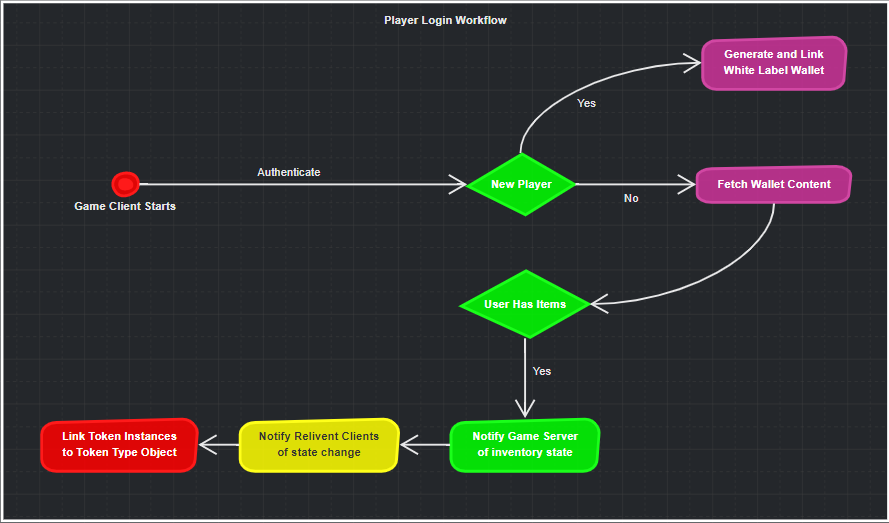 Player Login Workflow
Generate and Link
White Label Wallet
Yes
Authenticate
New Player
No
Fetch Wallet Content
Game Client Starts
User Has Items
Yes
Link Token Instances
to Token Type Object
Notify Relivent Clients
of state change
Notify Game Server
of inventory state